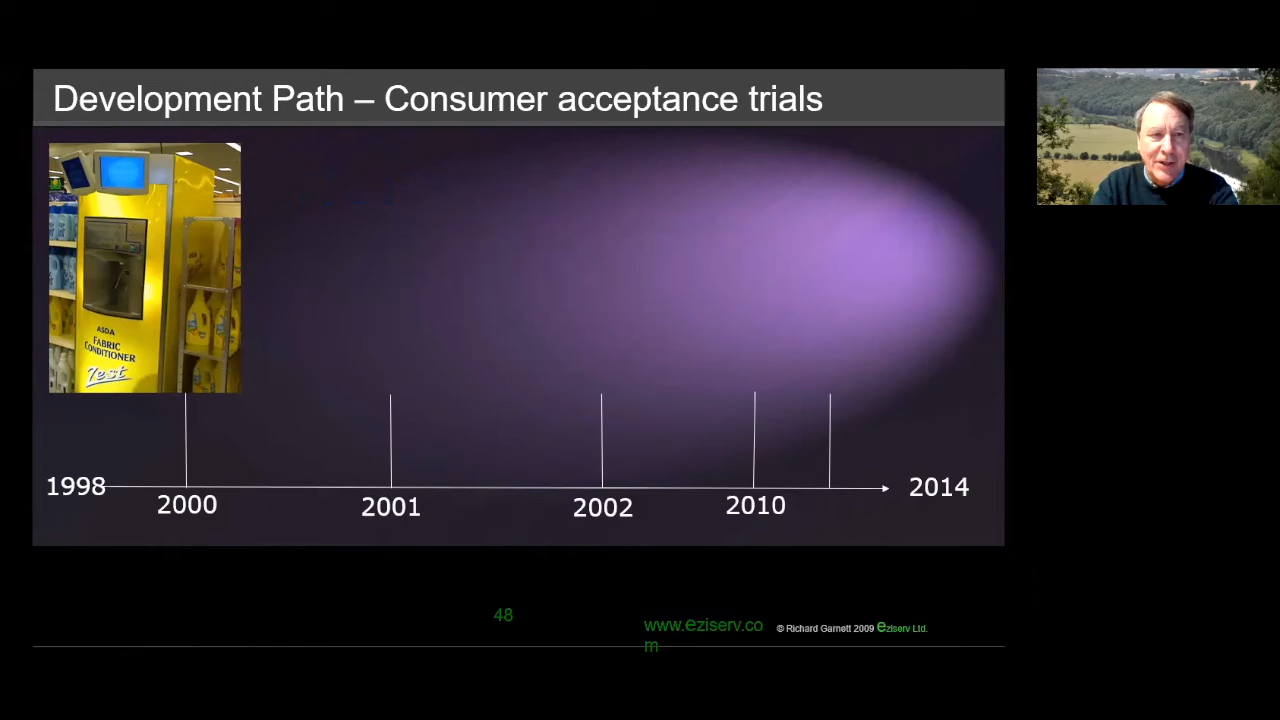 Development Path – Consumer acceptance trials
ASDA
FABRIC
CONDITIONER
Zest
1998
2000
2001
2002
2010
2014
48
www.eziserv.co
m
© Richard Garnett 2009 eziserv Ltd.